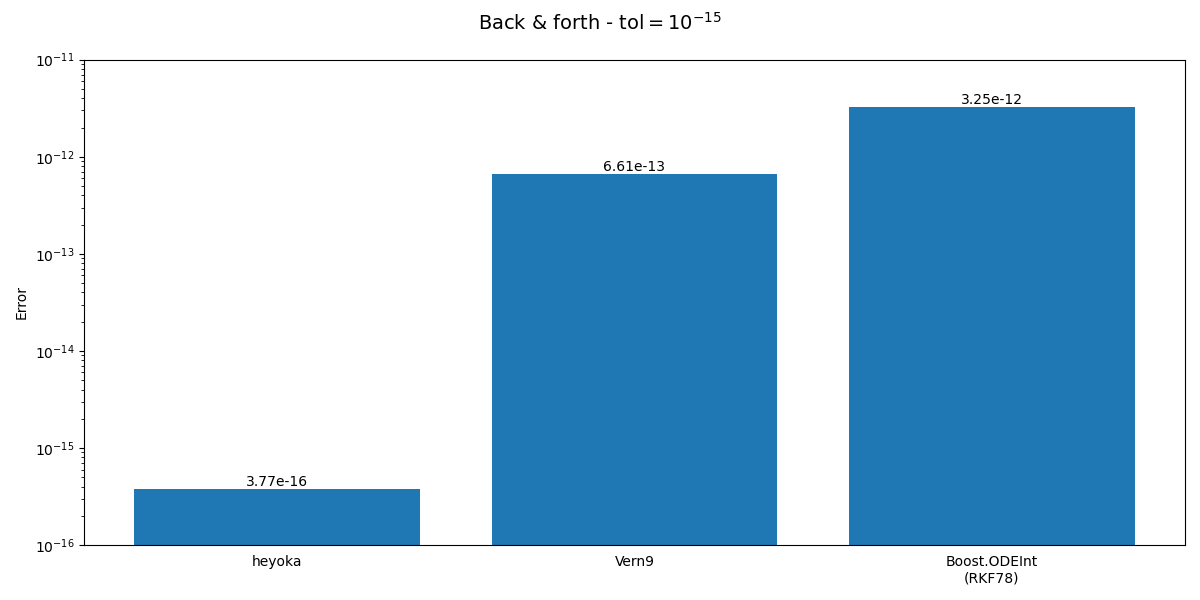 Back & forth - tol = 10⁻¹⁵
10⁻¹¹
10⁻¹²
10⁻¹³
10⁻¹⁴
10⁻¹⁵
10⁻¹⁶
Error
3.77e-16
6.61e-13
3.25e-12
heyoka
Vern9
Boost.ODEInt
(RKF78)